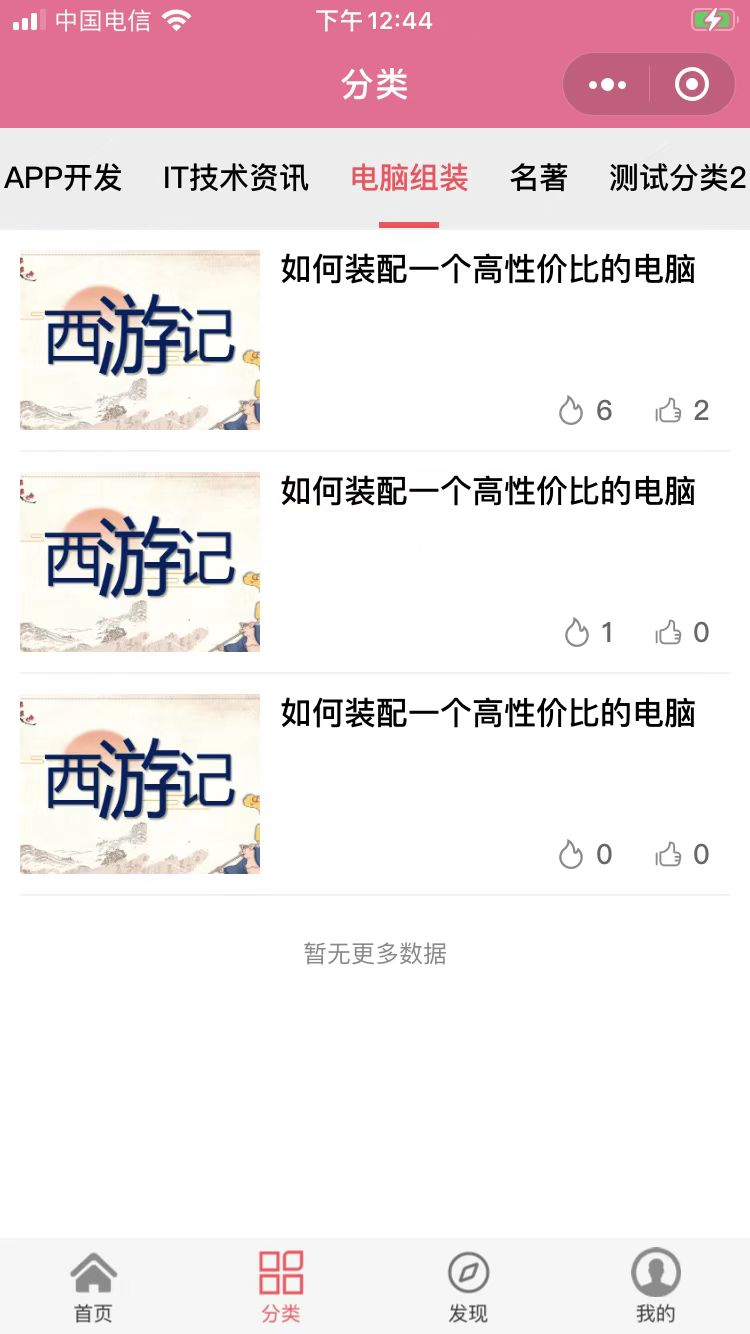 中国电信 下午12:44
分类
APP开发 IT技术资讯 电脑组装 名著 测试分类2
西游记
如何装配一个高性价比的电脑
6 2
西游记
如何装配一个高性价比的电脑
1 0
西游记
如何装配一个高性价比的电脑
0 0
暂无更多数据
首页 分类 发现 我的